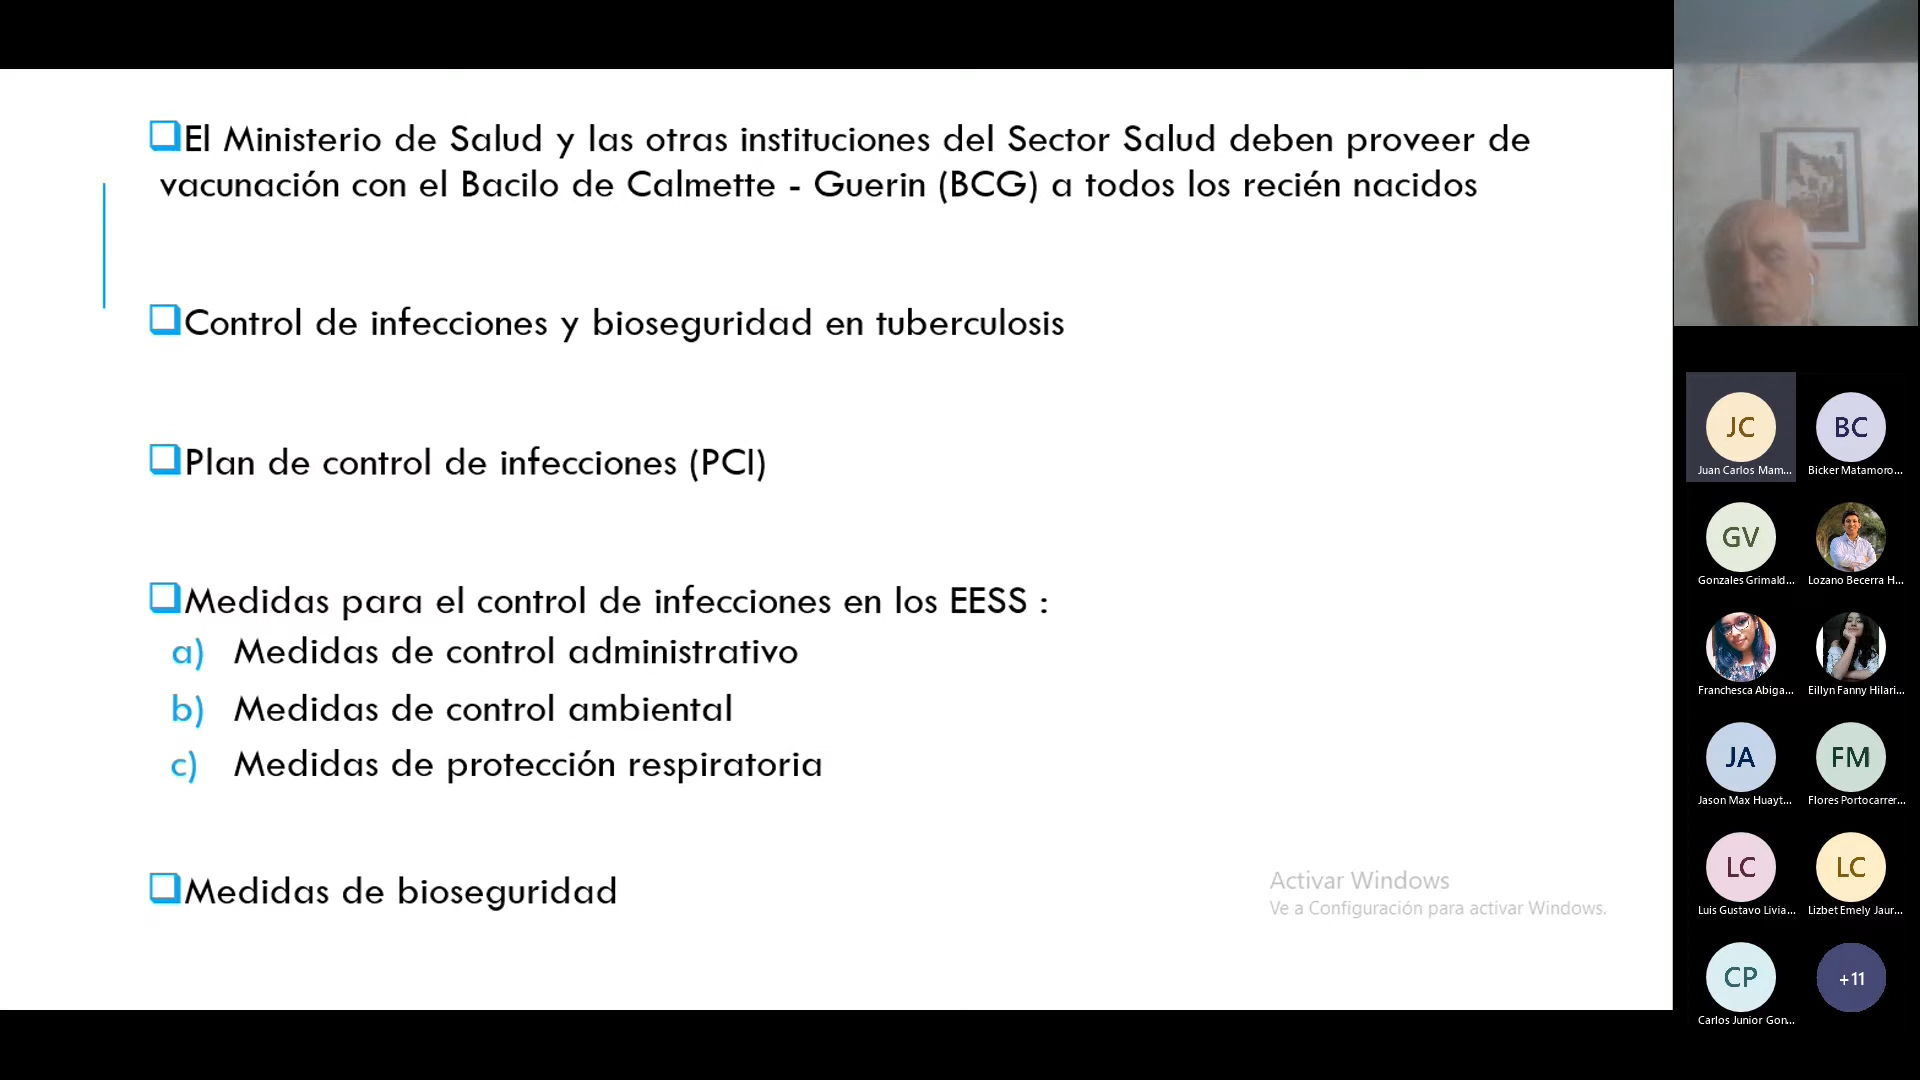 El Ministerio de Salud y las otras instituciones del Sector Salud deben proveer de
vacunación con el Bacilo de Calmette - Guerin (BCG) a todos los recién nacidos
Control de infecciones y bioseguridad en tuberculosis
Plan de control de infecciones (PCI)
Medidas para el control de infecciones en los EESS :
a) Medidas de control administrativo
b) Medidas de control ambiental
c) Medidas de protección respiratoria
Medidas de bioseguridad
Activar Windows
Ve a Configuración para activar Windows.
JC
Juan Carlos Mam...
BC
Bicker Matamoro...
GV
Gonzales Grimald...
Lozano Becerra H...
Franchesca Abiga...
Eillyn Fanny Hilari...
JA
Jason Max Huayt...
FM
Flores Portocarrer...
LC
Luis Gustavo Livia...
LC
Lizbet Emely Jaur...
CP
Carlos Junior Gon...
+11